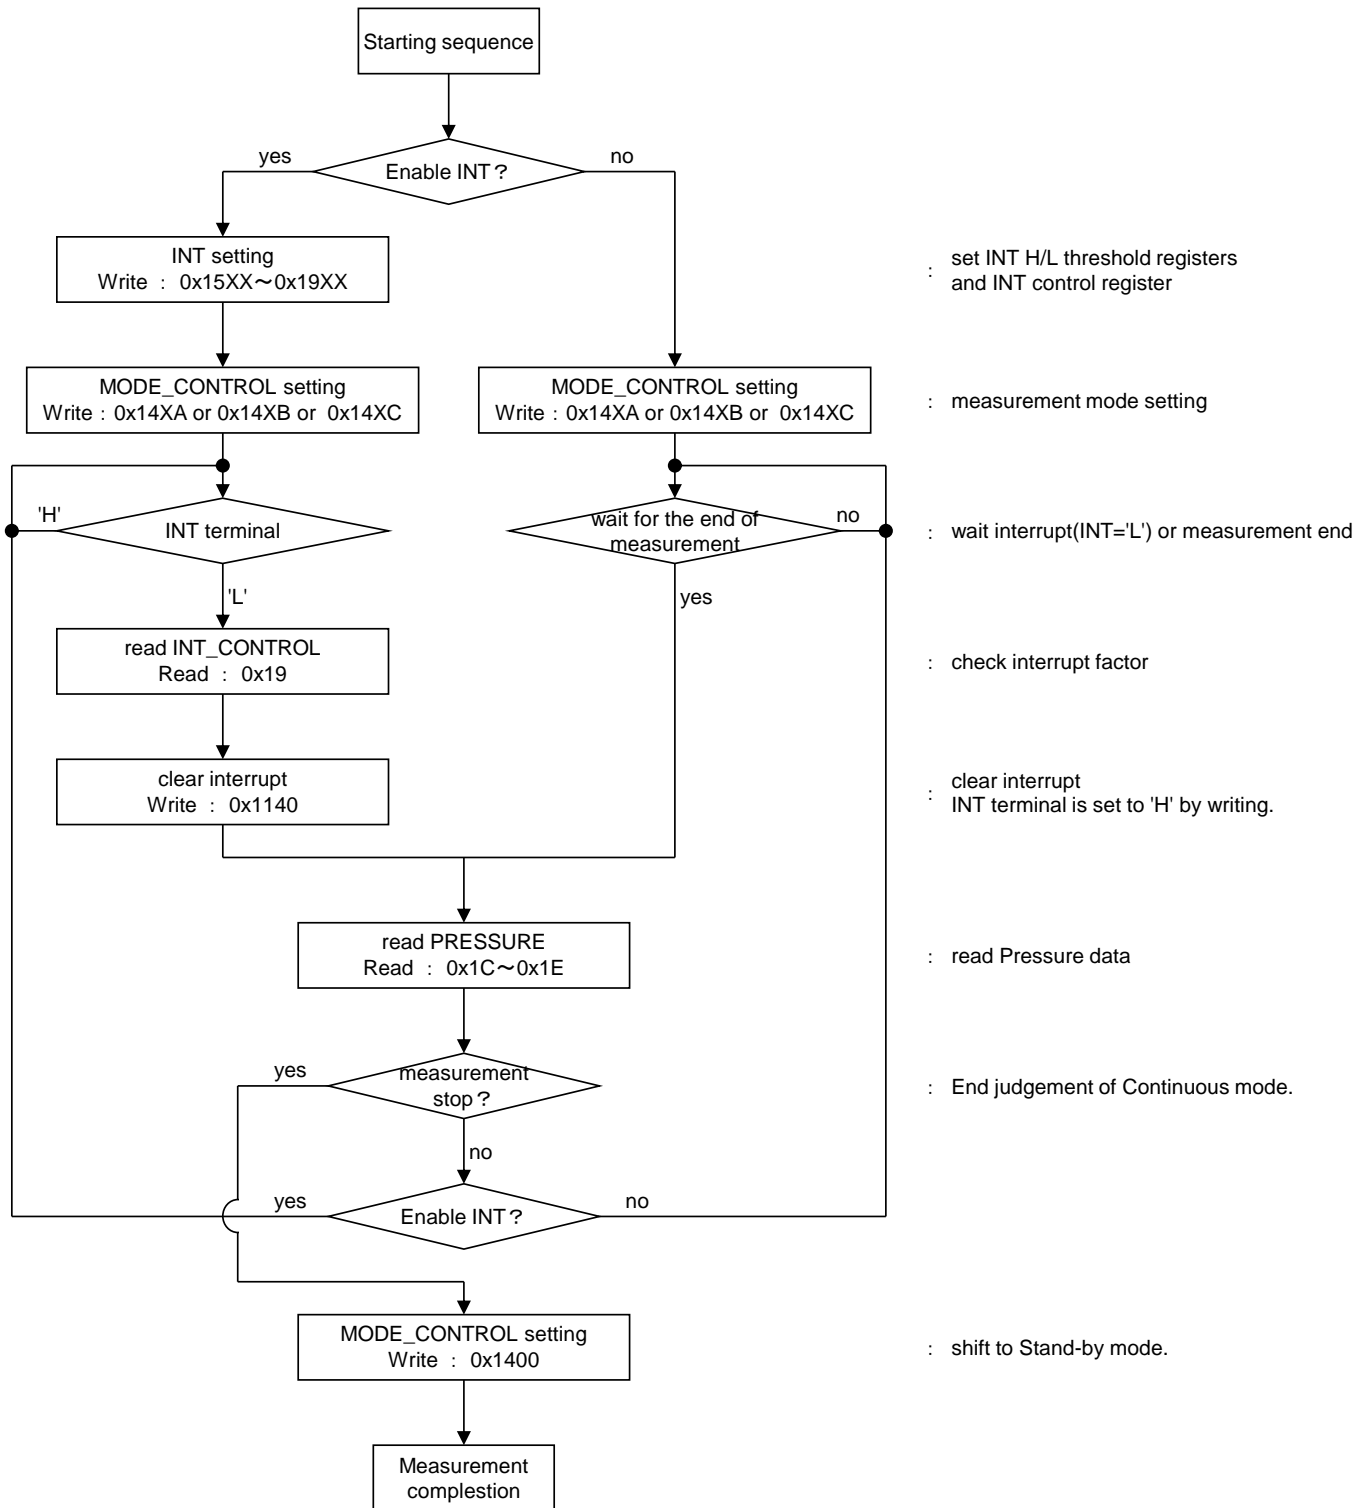 Starting sequence
yes
Enable INT？
no
INT setting
Write ： 0x15XX～0x19XX
： set INT H/L threshold registers
and INT control register
MODE_CONTROL setting
Write：0x14XA or 0x14XB or 0x14XC
MODE_CONTROL setting
Write：0x14XA or 0x14XB or 0x14XC
： measurement mode setting
'H'
INT terminal
wait for the end of
measurement
no
： wait interrupt(INT='L') or measurement end
'L'
yes
read INT_CONTROL
Read ： 0x19
： check interrupt factor
clear interrupt
Write ： 0x1140
： clear interrupt
INT terminal is set to 'H' by writing.
read PRESSURE
Read ： 0x1C～0x1E
： read Pressure data
yes
measurement
stop？
： End judgement of Continuous mode.
no
yes
Enable INT？
no
MODE_CONTROL setting
Write ： 0x1400
： shift to Stand-by mode.
Measurement
complestion